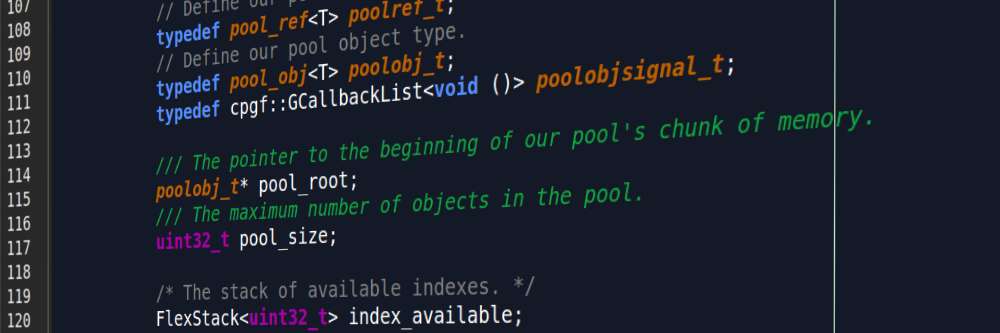 107 // Define our
108 typedef pool_ref<T> poolref_t;
109 // Define our pool object type.
110 typedef pool_obj<T> poolobj_t;
111 typedef cpgf::GCallbackList<void ()> poolobjsignal_t;
112
113 /// The pointer to the beginning of our pool's chunk of memory.
114 poolobj_t* pool_root;
115 /// The maximum number of objects in the pool.
116 uint32_t pool_size;
117
118
119 /* The stack of available indexes. */
120 FlexStack<uint32_t> index_available;